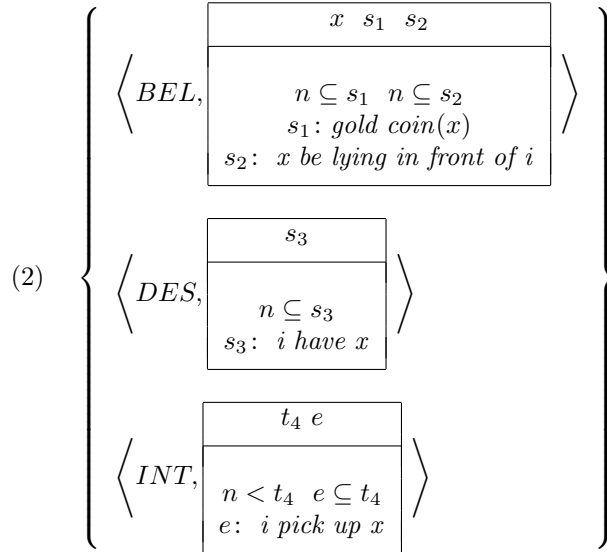 x s₁ s₂
⟨BEL,
n ⊆ s₁ n ⊆ s₂
s₁: gold coin(x)
s₂: x be lying in front of i
⟩
(2)
s₃
⟨DES,
n ⊆ s₃
s₃: i have x
⟩
t₄ e
⟨INT,
n < t₄ e ⊆ t₄
e: i pick up x
⟩